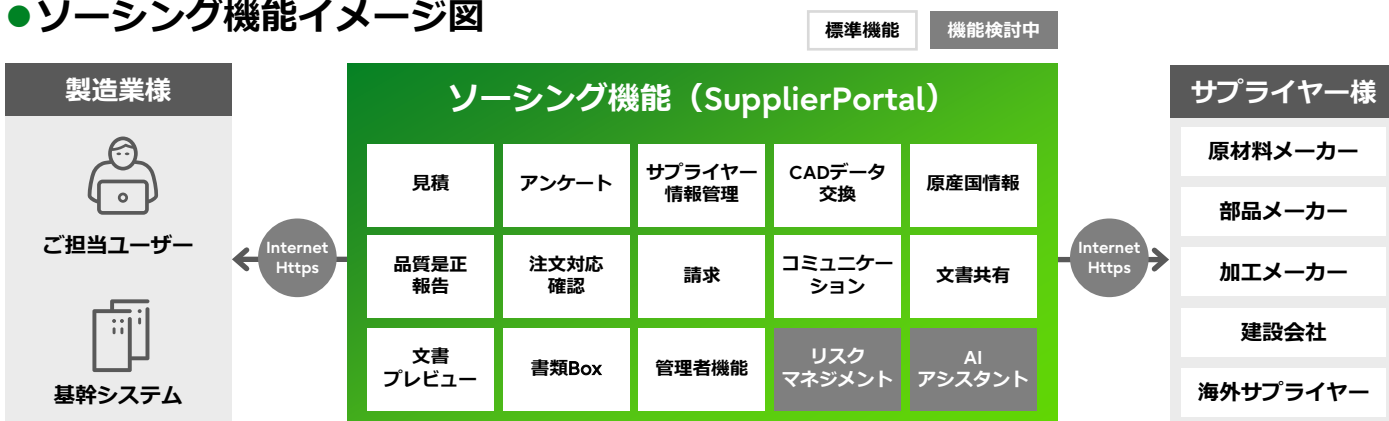 ●ソーシング機能イメージ図
標準機能
機能検討中
製造業様
ご担当ユーザー
基幹システム
Internet
Https
ソーシング機能（SupplierPortal）
見積
アンケート
サプライヤー
情報管理
CADデータ
交換
原産国情報
品質是正
報告
注文対応
確認
請求
コミュニケー
ション
文書共有
文書
プレビュー
書類Box
管理者機能
リスク
マネジメント
AI
アシスタント
Internet
Https
サプライヤー様
原材料メーカー
部品メーカー
加工メーカー
建設会社
海外サプライヤー